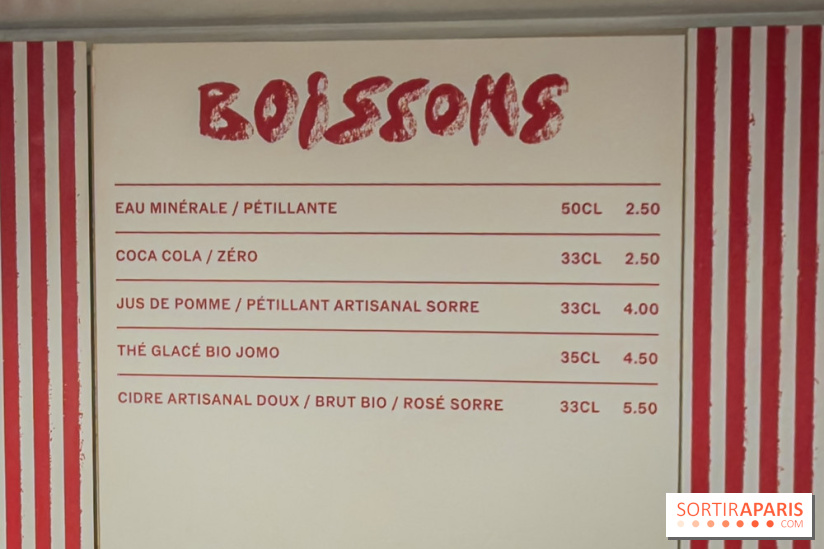 BOISSONS
EAU MINÉRALE / PÉTILLANTE 50CL 2.50
COCA COLA / ZÉRO 33CL 2.50
JUS DE POMME / PÉTILLANT ARTISANAL SORRE 33CL 4.00
THÉ GLACÉ BIO JOMO 35CL 4.50
CIDRE ARTISANAL DOUX / BRUT BIO / ROSÉ SORRE 33CL 5.50
SORTIRAPARIS
.COM